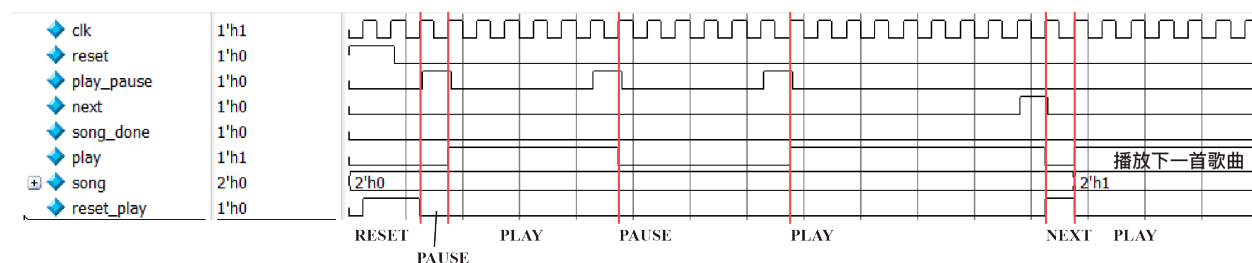 clk 1'h1
reset 1'h0
play_pause 1'h0
next 1'h0
song_done 1'h0
play 1'h1
播放下一首歌曲
song 2'h0 2'h0 2'h1
reset_play 1'h0
RESET PLAY PAUSE PLAY NEXT PLAY
PAUSE